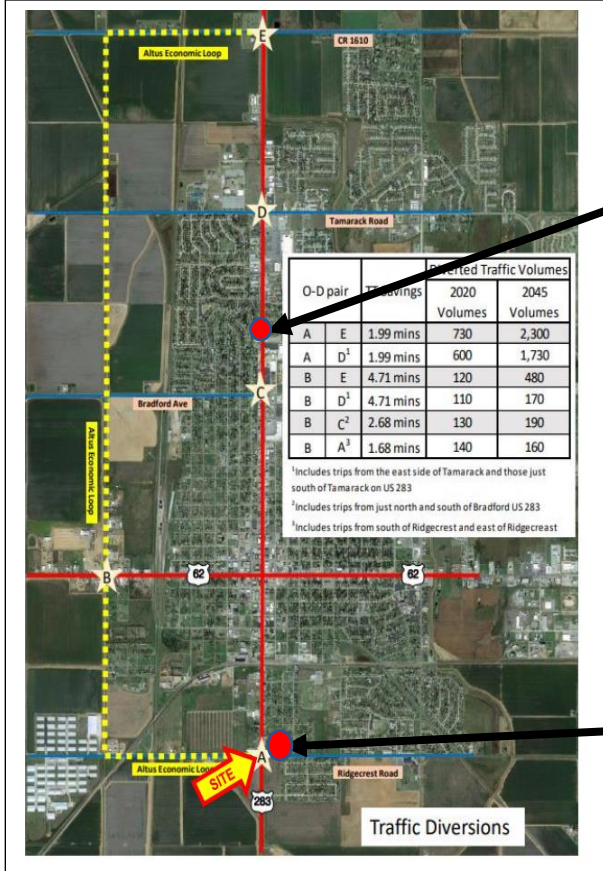 E
CR 1610
Altus Economic Loop
D
Tamarack Road
Diverted Traffic Volumes
O-D pair
2020 Volumes
2045 Volumes
A E 1.99 mins 730 2,300
A D¹ 1.99 mins 600 1,730
B E 4.71 mins 120 480
B D¹ 4.71 mins 110 170
B C² 2.68 mins 130 190
B A³ 1.68 mins 140 160
¹Includes trips from the east side of Tamarack and those just
south of Tamarack on US 283
²Includes trips from just north and south of Bradford US 283
³Includes trips from south of Ridgecrest and east of Ridgecreast
C
Bradford Ave
Altus Economic Loop
B
62
62
A
SITE
Altus Economic Loop
Ridgecrest Road
283
Traffic Diversions